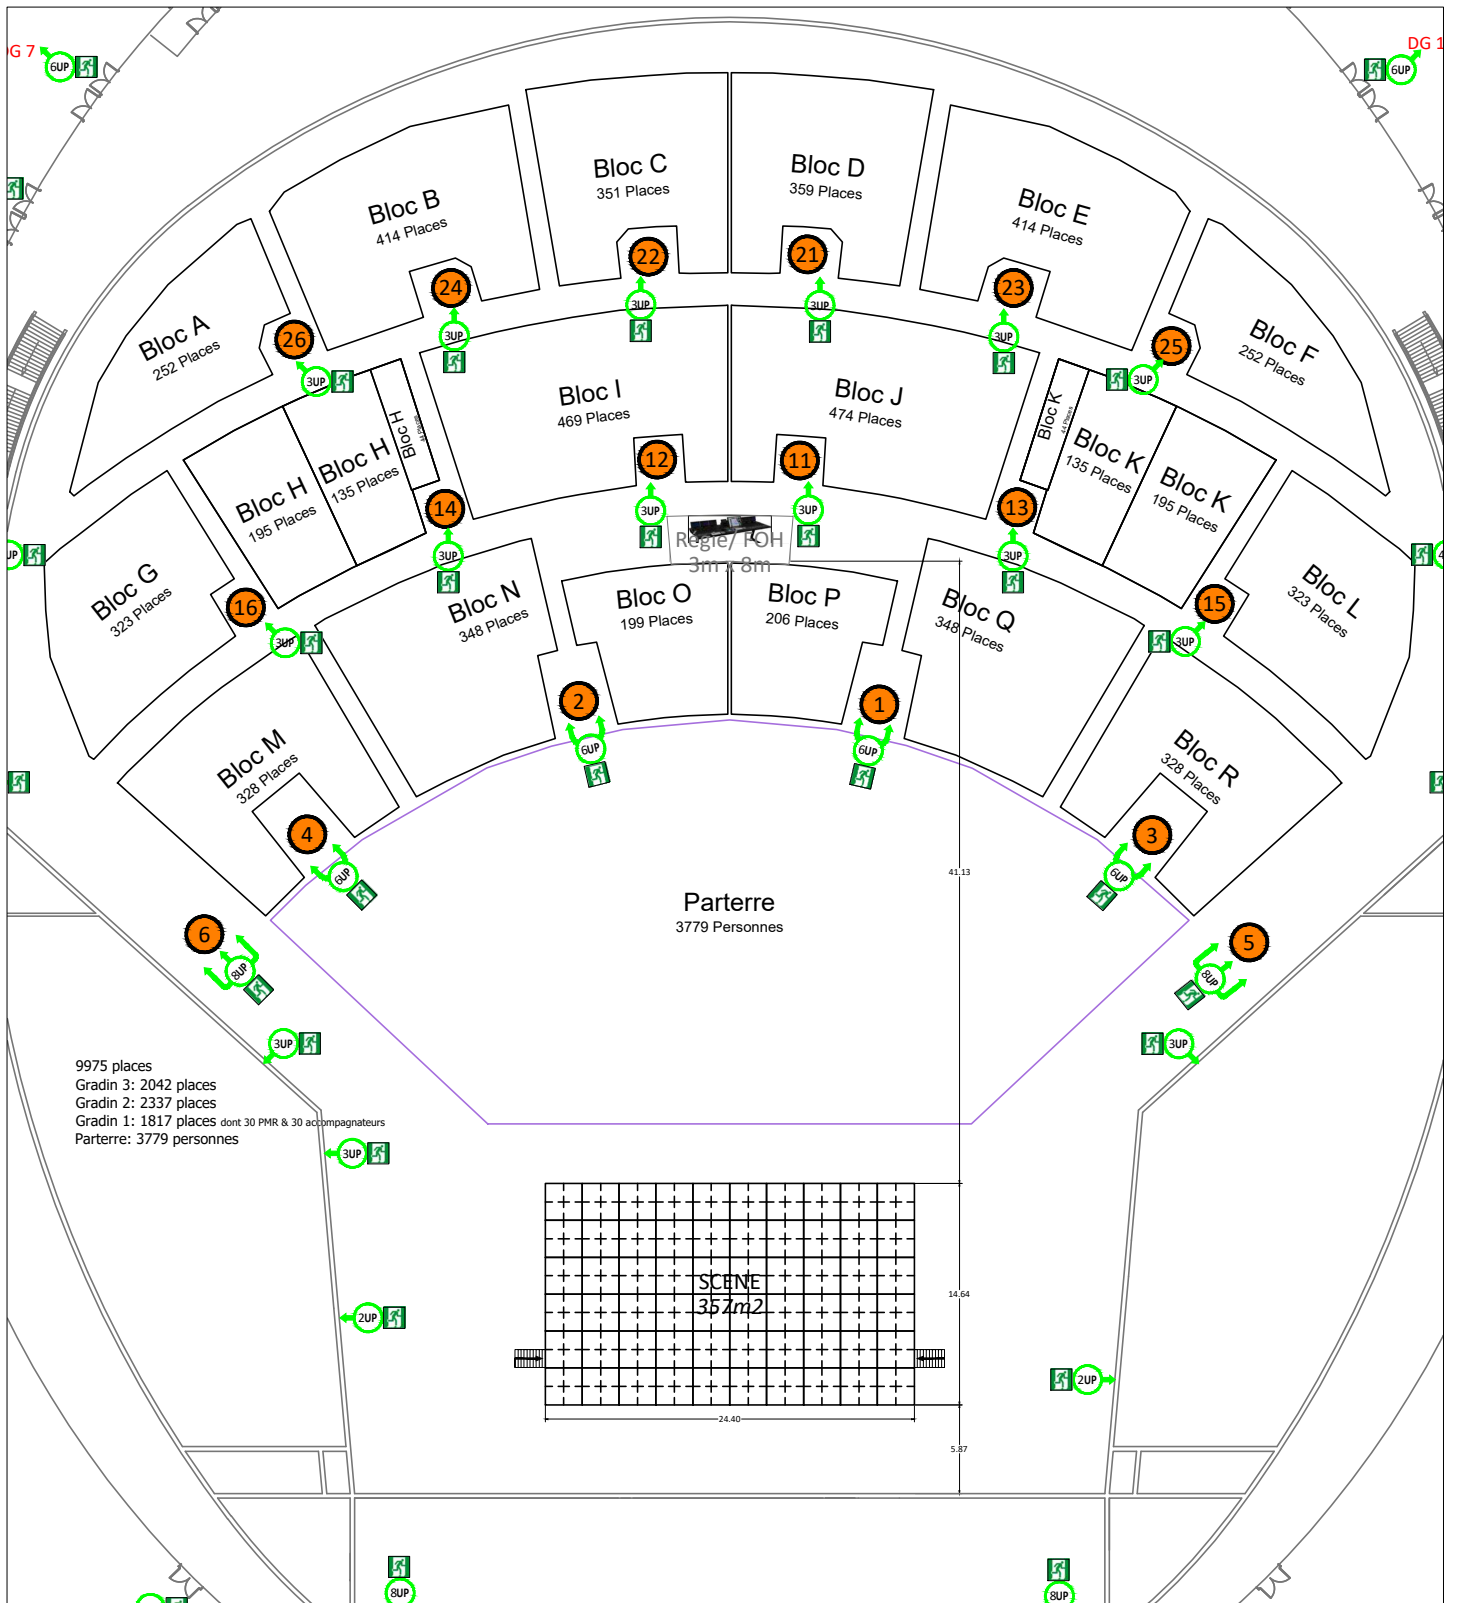 DG 7
6UP
DG 1
6UP
Bloc C
351 Places
Bloc D
359 Places
Bloc B
414 Places
Bloc E
414 Places
22
21
24
23
3UP
3UP
3UP
3UP
Bloc A
252 Places
26
3UP
Bloc F
252 Places
25
3UP
Bloc I
469 Places
Bloc J
474 Places
Bloc H
Bloc H
135 Places
Bloc H
195 Places
Bloc K
44 Places
Bloc K
135 Places
Bloc K
195 Places
12
11
14
13
3UP
3UP
3UP
3UP
Régie/ FOH
3m x 8m
Bloc G
323 Places
16
3UP
Bloc L
323 Places
15
3UP
Bloc N
348 Places
Bloc O
199 Places
Bloc P
206 Places
Bloc Q
348 Places
2
1
6UP
6UP
Bloc M
328 Places
Bloc R
328 Places
4
3
6UP
6UP
41.13
Parterre
3779 Personnes
6
5
8UP
8UP
3UP
3UP
9975 places
Gradin 3: 2042 places
Gradin 2: 2337 places
Gradin 1: 1817 places dont 30 PMR & 30 accompagnateurs
Parterre: 3779 personnes
3UP
SCENE
357m2
14.64
2UP
2UP
24.40
5.87
8UP
8UP